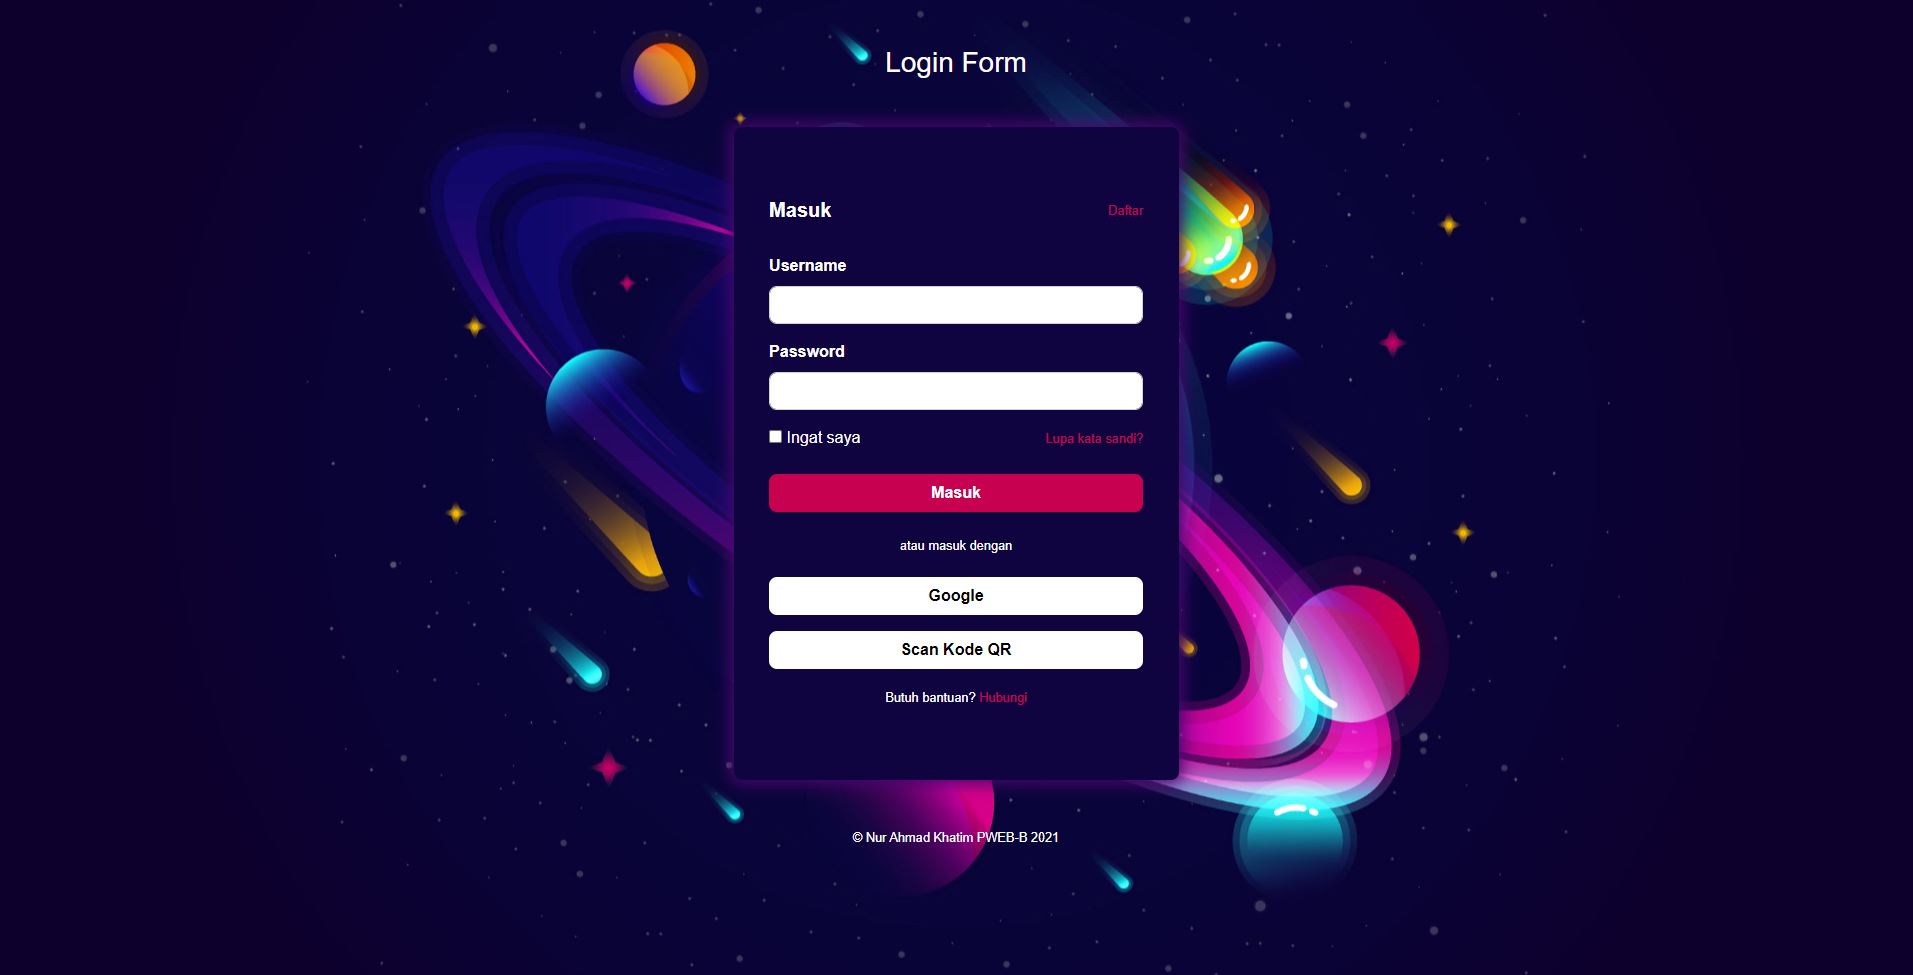 Login Form
Masuk
Daftar
Username
Password
Ingat saya
Lupa kata sandi?
Masuk
atau masuk dengan
Google
Scan Kode QR
Butuh bantuan? Hubungi
© Nur Ahmad Khatim PWEB-B 2021